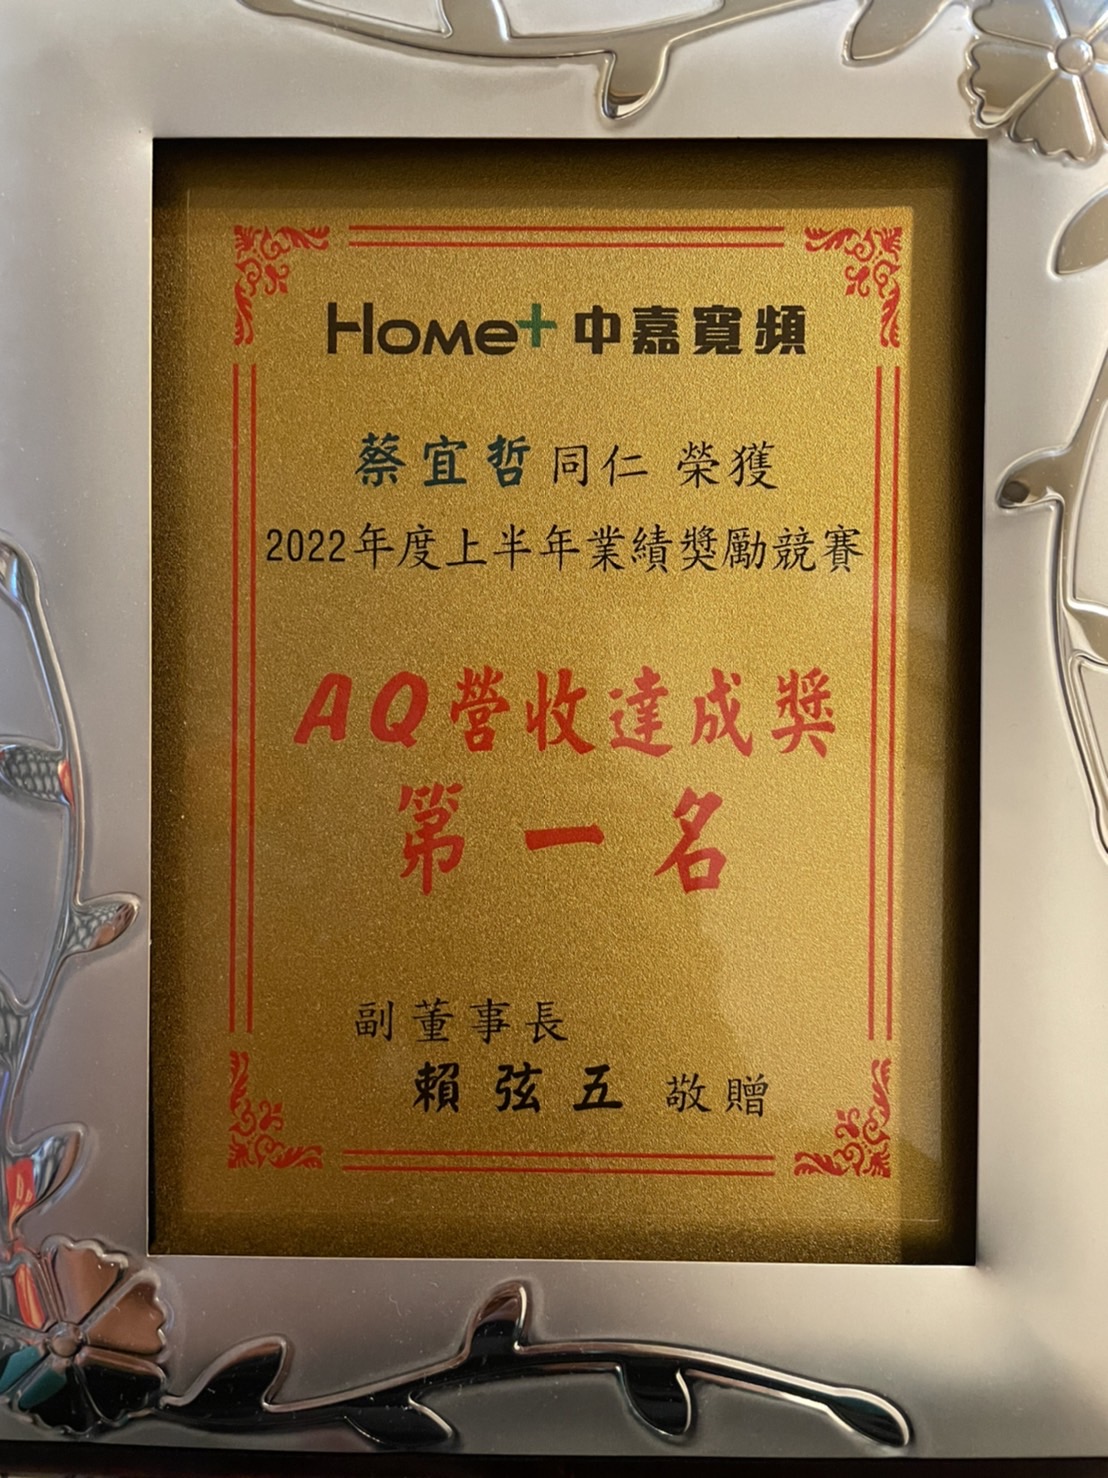 Home+ 中嘉寬頻
蔡宜哲 同仁 榮獲
2022年度上半年業績獎勵競賽
AQ營收達成獎
第一名
副董事長
賴弦五 敬贈